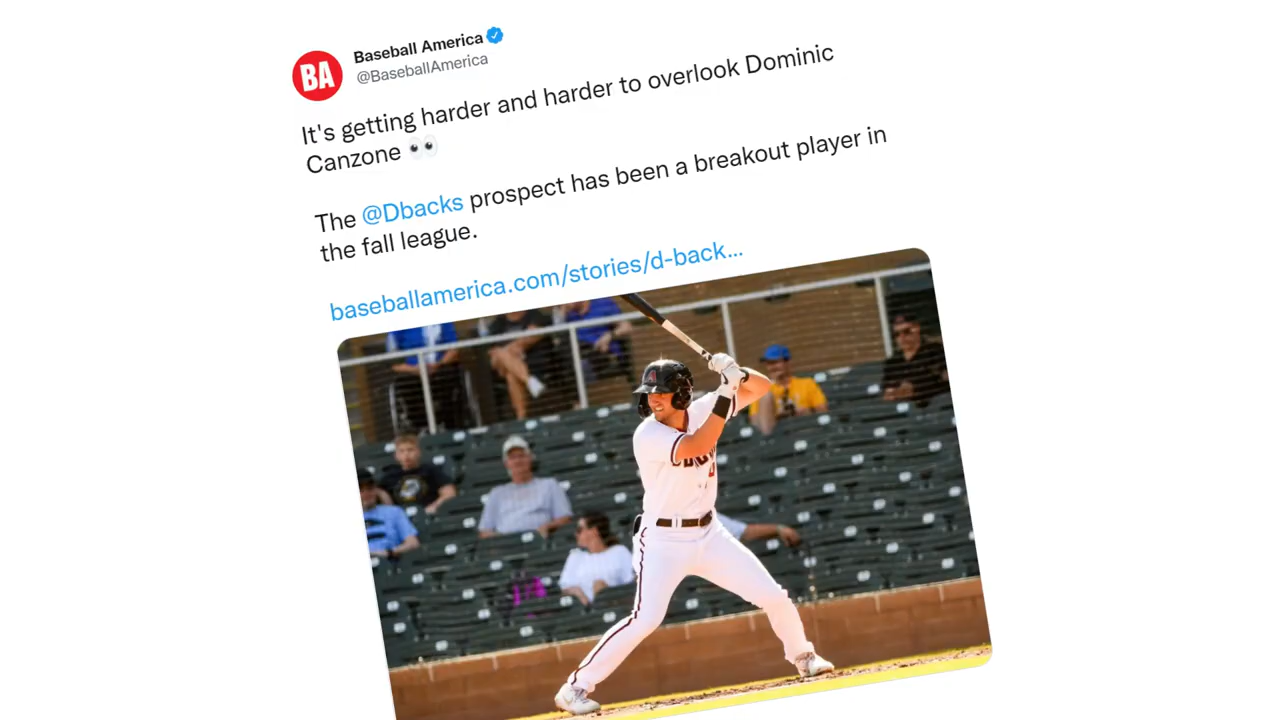 BA
Baseball America
@BaseballAmerica
It's getting harder and harder to overlook Dominic
Canzone 👀
The @Dbacks prospect has been a breakout player in
the fall league.
baseballamerica.com/stories/d-back...